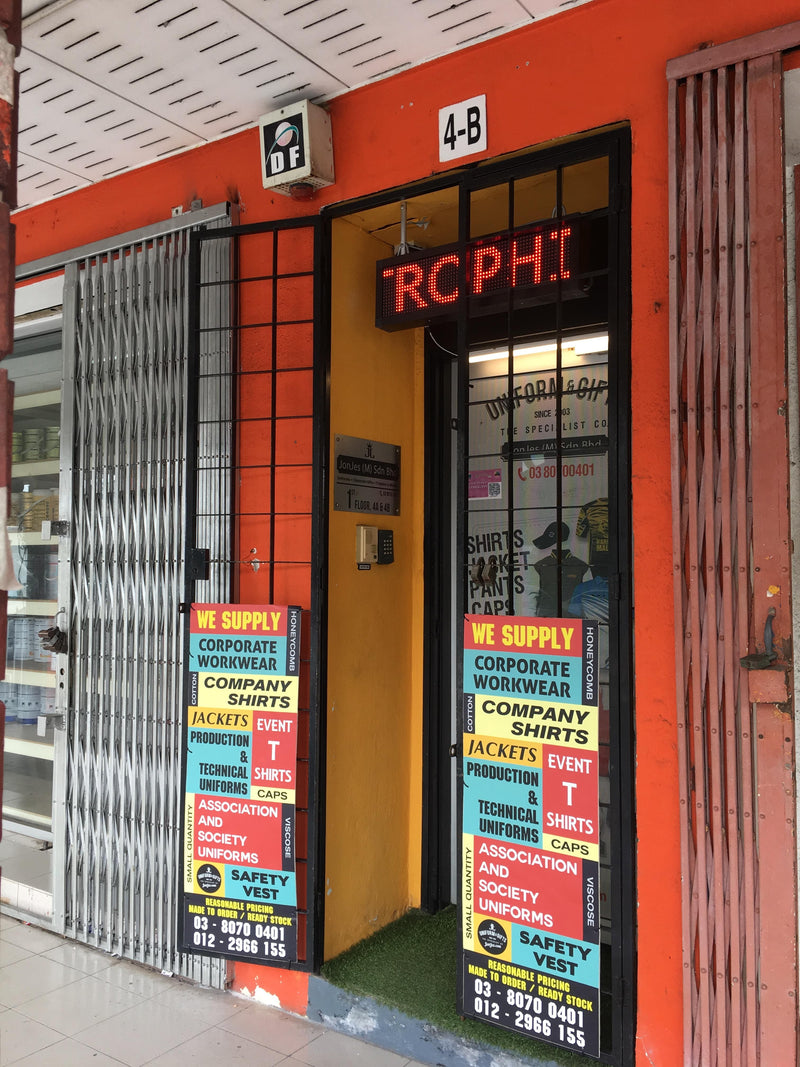 DF
4-B
TROPHI
UNIFORM & GIFT
SINCE 2003
THE SPECIALIST CO.
JonJes (M) Sdn Bhd
03 80700401
SHIRTS
JACKET
PANTS
CAPS
JonJes (M) Sdn Bhd
1ST FLOOR, 4A & 4B
WE SUPPLY
HONEYCOMB
CORPORATE
WORKWEAR
COTTON
COMPANY
SHIRTS
JACKETS
EVENT
T
SHIRTS
PRODUCTION
&
TECHNICAL
UNIFORMS
CAPS
SMALL QUANTITY
ASSOCIATION
AND
SOCIETY
UNIFORMS
VISCOSE
SAFETY
VEST
REASONABLE PRICING
MADE TO ORDER / READY STOCK
03 - 8070 0401
012 - 2966 155
WE SUPPLY
HONEYCOMB
CORPORATE
WORKWEAR
COTTON
COMPANY
SHIRTS
JACKETS
EVENT
T
SHIRTS
PRODUCTION
&
TECHNICAL
UNIFORMS
CAPS
SMALL QUANTITY
ASSOCIATION
AND
SOCIETY
UNIFORMS
VISCOSE
UNIFORM & GIFTS
SAFETY
VEST
REASONABLE PRICING
MADE TO ORDER / READY STOCK
03 - 8070 0401
012 - 2966 155